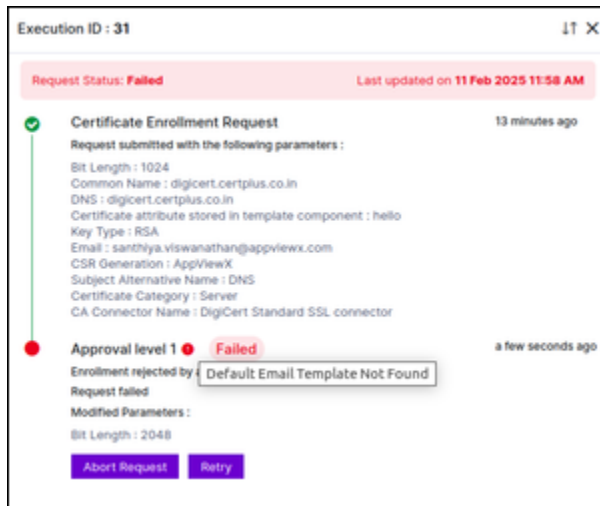 Execution ID : 31
Request Status: Failed Last updated on 11 Feb 2025 11:58 AM
Certificate Enrollment Request 13 minutes ago
Request submitted with the following parameters :
Bit Length : 1024
Common Name : digicert.certplus.co.in
DNS : digicert.certplus.co.in
Certificate attribute stored in template component : hello
Key Type : RSA
Email : santhiya.viswanathan@appviewx.com
CSR Generation : AppViewX
Subject Alternative Name : DNS
Certificate Category : Server
CA Connector Name : DigiCert Standard SSL connector
Approval level 1 Failed a few seconds ago
Enrollment rejected by
Default Email Template Not Found
Request failed
Modified Parameters :
Bit Length : 2048
Abort Request Retry